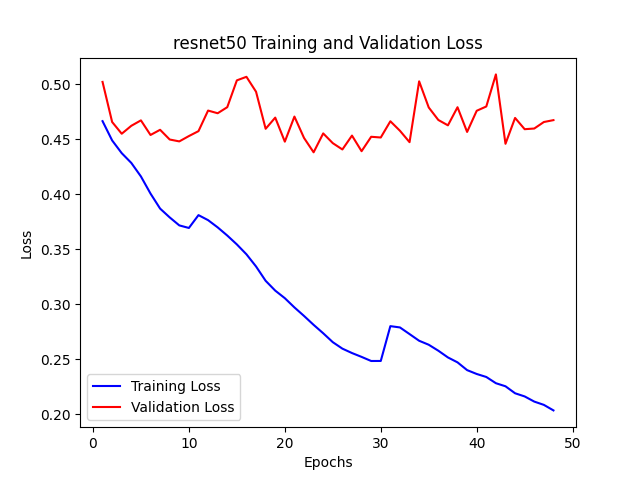 resnet50 Training and Validation Loss
0.50
0.45
0.40
0.35
0.30
0.25
0.20
Loss
Training Loss
Validation Loss
0
10
20
30
40
50
Epochs